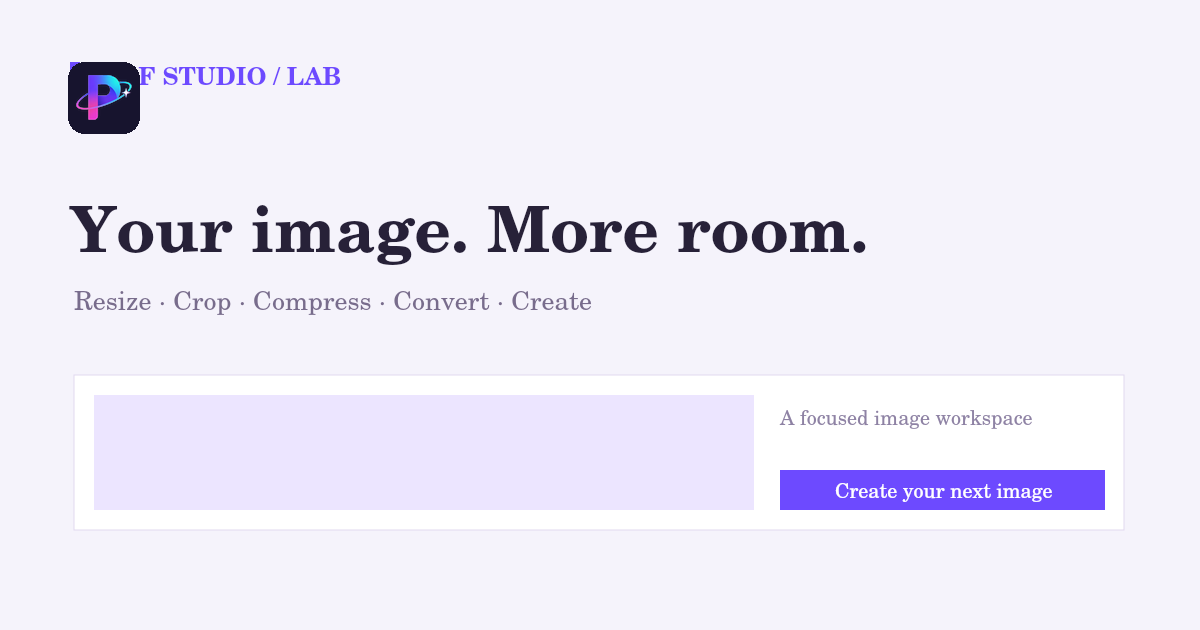 F STUDIO / LAB
Your image. More room.
Resize · Crop · Compress · Convert · Create
A focused image workspace
Create your next image